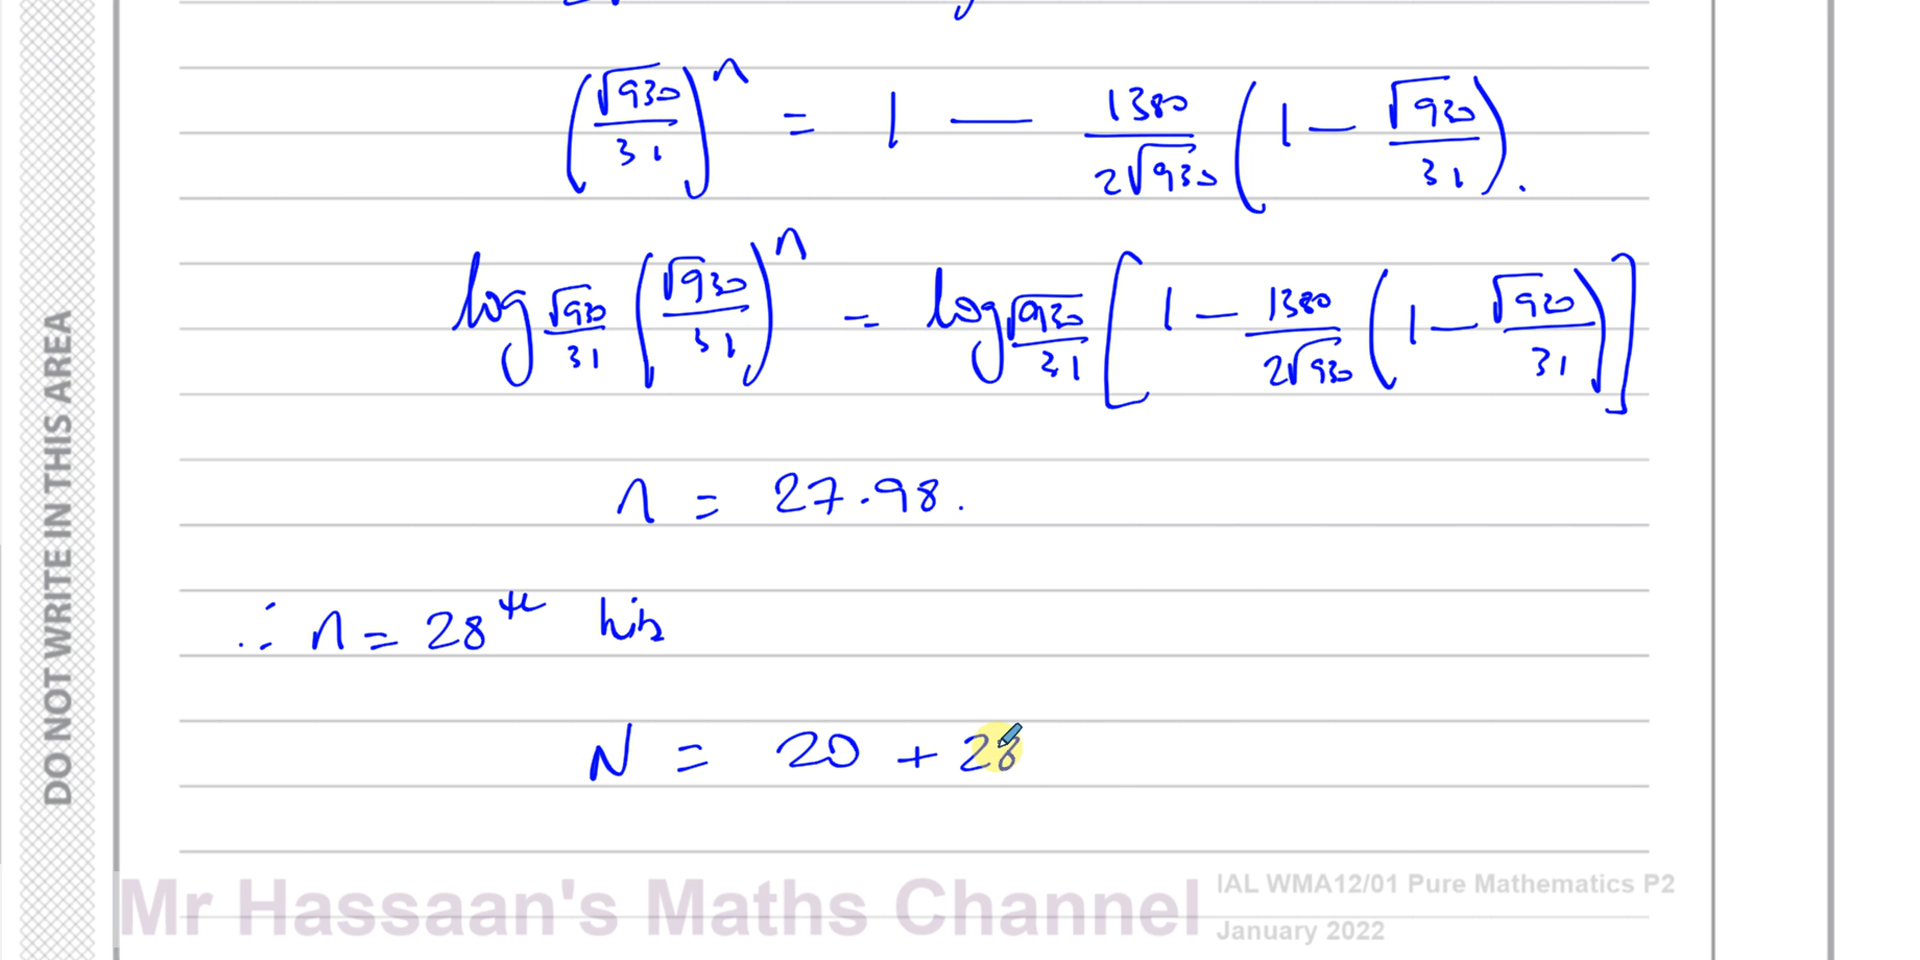 DO NOT WRITE IN THIS AREA
(√930/31)^n = 1 — 1380/2√930 (1 — √930/31).
log_{√930/31} (√930/31)^n = log_{√930/31} [1 — 1380/2√930 (1 — √930/31)]
n = 27.98.
∴ n = 28th hit
N = 20 + 28
Mr Hassaan's Maths Channel
IAL WMA12/01 Pure Mathematics P2
January 2022